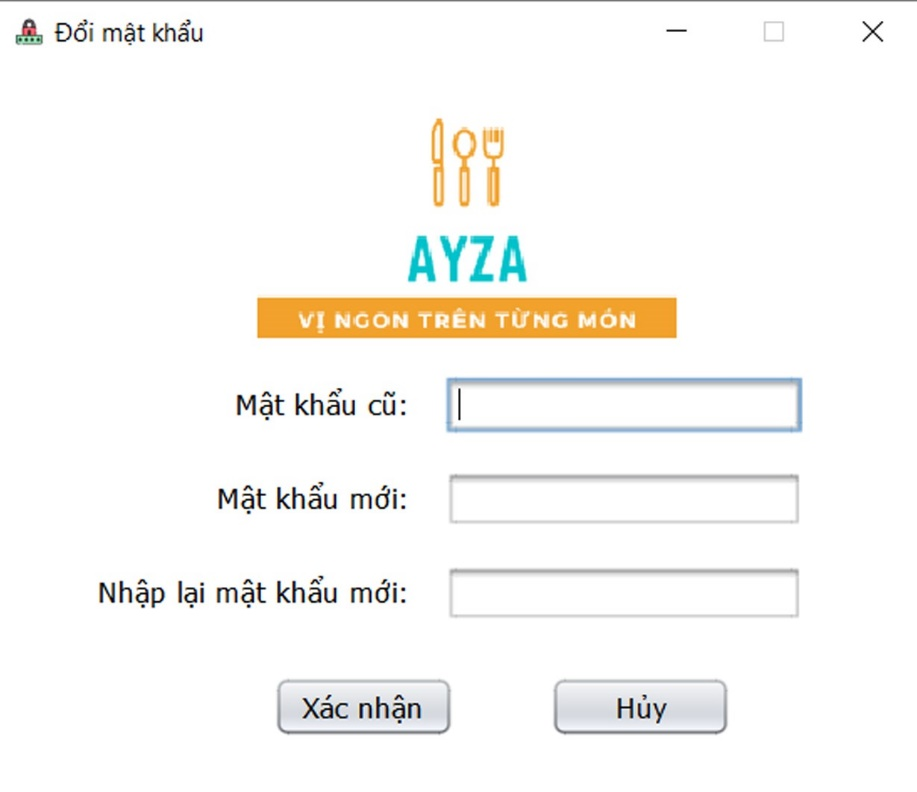 Đổi mật khẩu
AYZA
VỊ NGON TRÊN TỪNG MÓN
Mật khẩu cũ:
Mật khẩu mới:
Nhập lại mật khẩu mới:
Xác nhận
Hủy